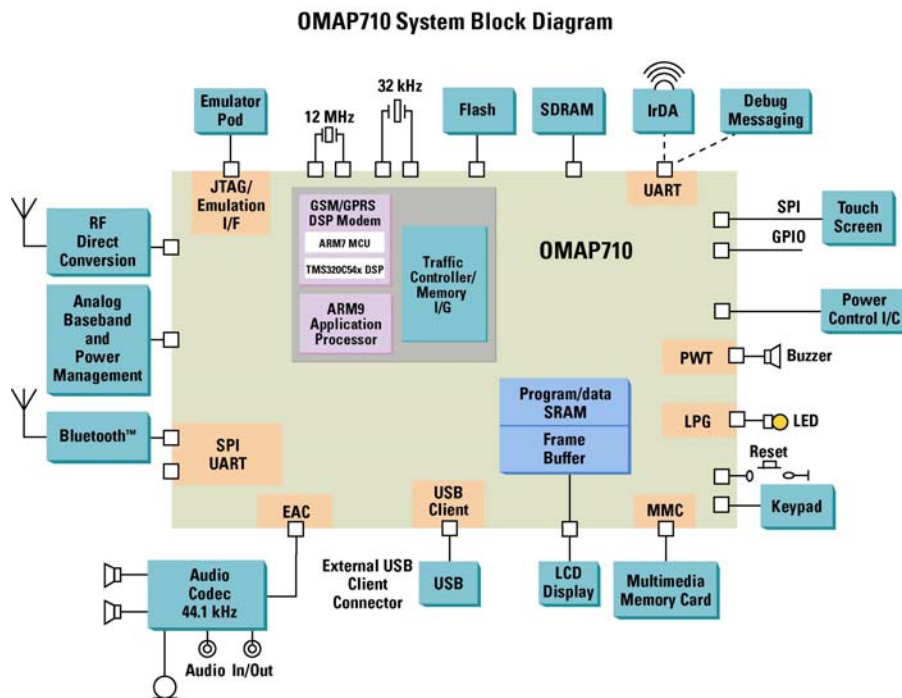 OMAP710 System Block Diagram
Emulator
Pod
12 MHz
32 kHz
Flash
SDRAM
IrDA
Debug
Messaging
JTAG/
Emulation
I/F
UART
RF
Direct
Conversion
GSM/GPRS
DSP Modem
ARM7 MCU
TMS320C54x DSP
Traffic
Controller/
Memory
I/G
ARM9
Application
Processor
OMAP710
SPI
GPIO
Touch
Screen
Analog
Baseband
and
Power
Management
Power
Control I/C
PWT
Buzzer
Program/data
SRAM
Frame
Buffer
LPG
LED
Bluetooth™
SPI
UART
Reset
Keypad
EAC
USB
Client
MMC
Audio
Codec
44.1 kHz
External USB
Client
Connector
USB
LCD
Display
Multimedia
Memory Card
Audio In/Out